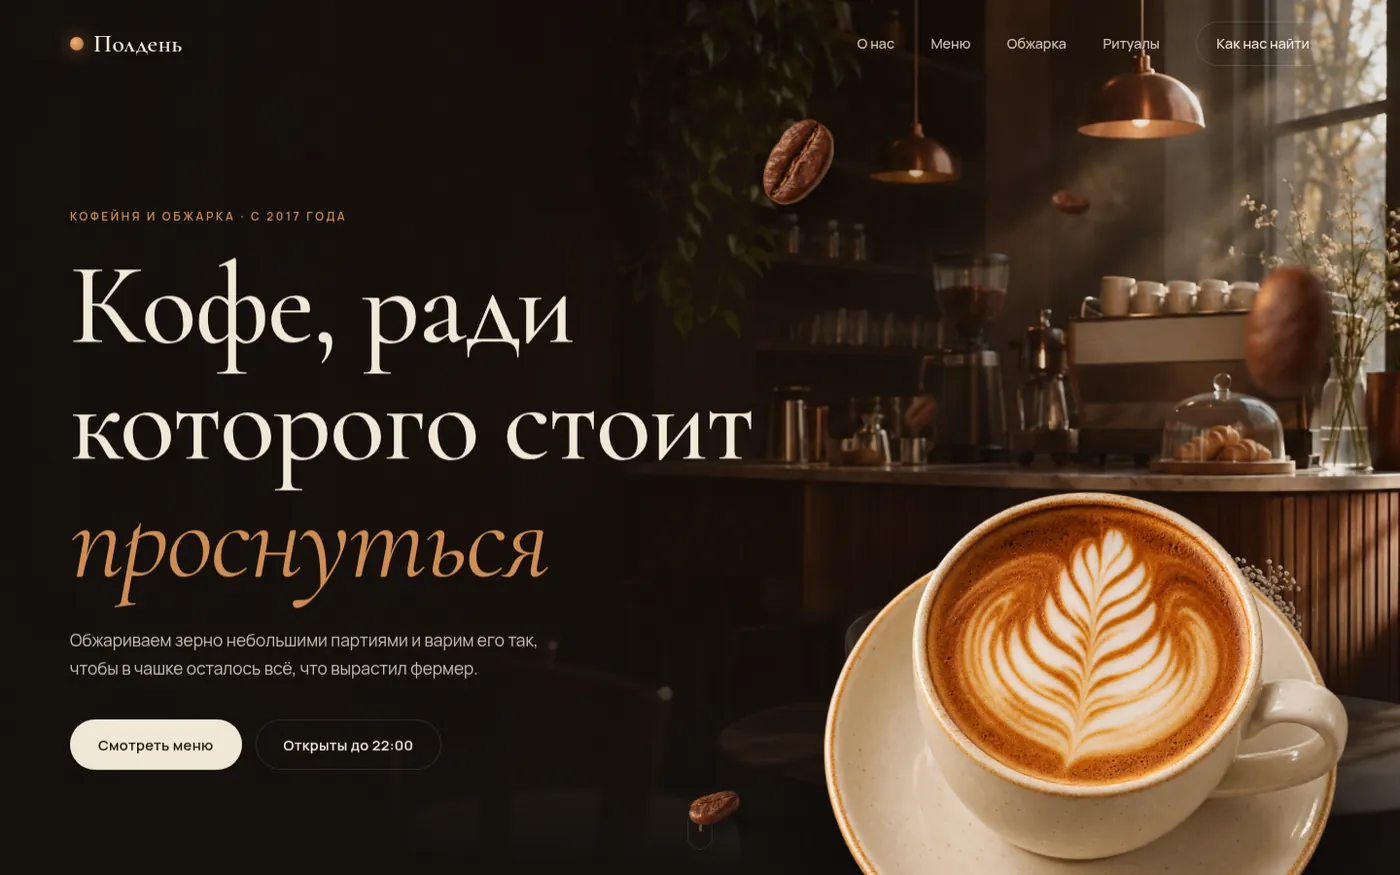 Полдень
О нас
Меню
Обжарка
Ритуалы
Как нас найти
КОФЕЙНЯ И ОБЖАРКА · С 2017 ГОДА
Кофе, ради
которого стоит
проснуться
Обжариваем зерно небольшими партиями и варим его так,
чтобы в чашке осталось всё, что вырастил фермер.
Смотреть меню
Открыты до 22:00